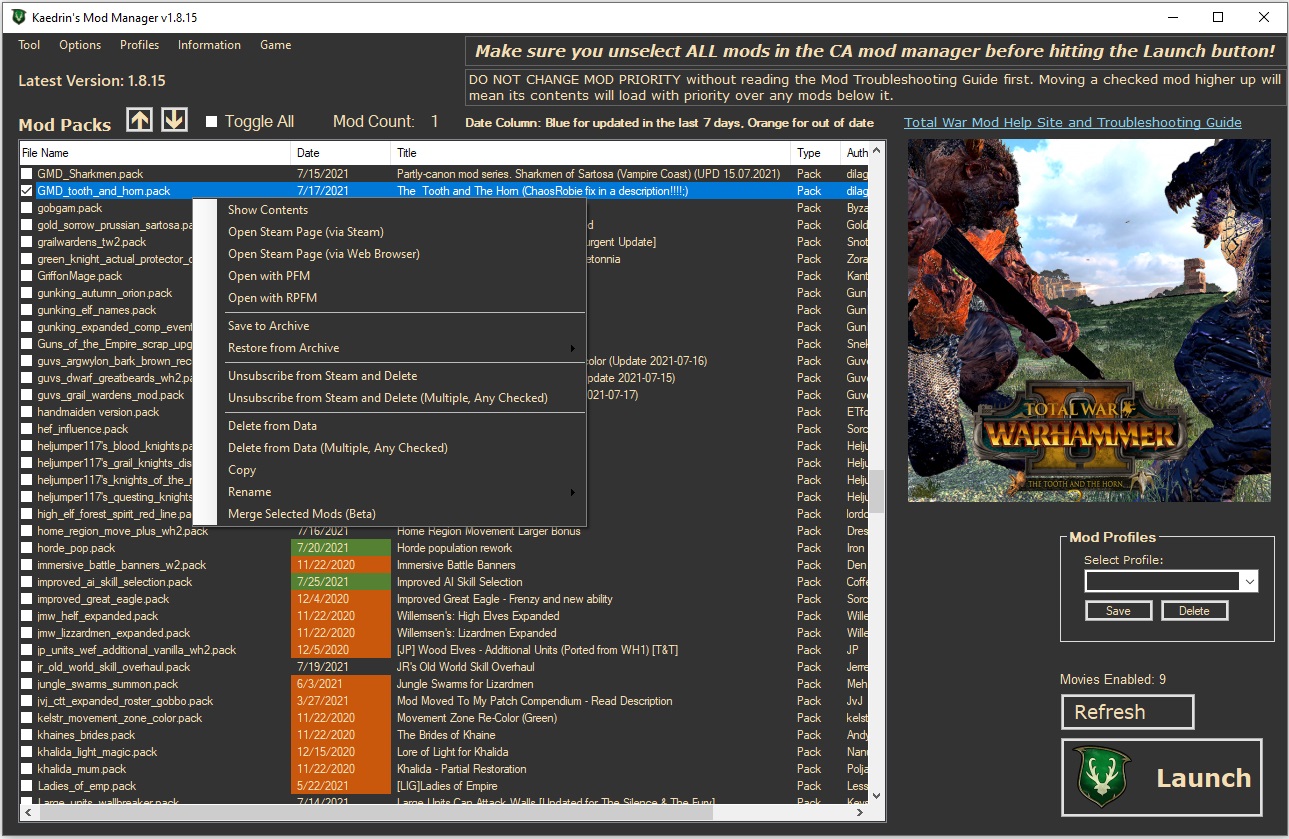 Kaedrin's Mod Manager v1.8.15
Tool Options Profiles Information Game
Make sure you unselect ALL mods in the CA mod manager before hitting the Launch button!
Latest Version: 1.8.15
DO NOT CHANGE MOD PRIORITY without reading the Mod Troubleshooting Guide first. Moving a checked mod higher up will
mean its contents will load with priority over any mods below it.
Mod Packs Toggle All Mod Count: 1 Date Column: Blue for updated in the last 7 days, Orange for out of date
Total War Mod Help Site and Troubleshooting Guide
File Name Date Title Type Auth
GMD_Sharkmen.pack 7/15/2021 Partly-canon mod series. Sharkmen of Sartosa (Vampire Coast) (UPD 15.07.2021) Pack dilag
GMD_tooth_and_horn.pack 7/17/2021 The Tooth and The Horn (ChaosRobie fix in a description!!!!;) Pack dilag
gobgam.pack Pack Byza
gold_sorrow_prussian_sartosa.pa d Pack Gold
grailwardens_tw2.pack urgent Update] Pack Snot
green_knight_actual_protector_c etonnia Pack Zora
GriffonMage.pack Pack Kant
gunking_autumn_orion.pack Pack Gun
gunking_elf_names.pack Pack Gun
gunking_expanded_comp_event Pack Gun
Guns_of_the_Empire_scrap_upg Pack Snek
guvs_argwylon_bark_brown_rec olor (Update 2021-07-16) Pack Guve
guvs_dwarf_greatbeards_wh2.pa pdate 2021-07-15) Pack Guve
guvs_grail_wardens_mod.pack 021-07-17) Pack Guve
handmaiden version.pack Pack ETfo
hef_influence.pack Pack Sorc
heljumper117's_blood_knights.pa Pack Helju
heljumper117's_grail_knights_dis Pack Helju
heljumper117's_knights_of_the_r Pack Helju
heljumper117's_questing_knights Pack Helju
high_elf_forest_spirit_red_line.pa Pack lordc
home_region_move_plus_wh2.pack 7/16/2021 Home Region Movement Larger Bonus Pack Dres
horde_pop.pack 7/20/2021 Horde population rework Pack Iron
immersive_battle_banners_w2.pack 11/22/2020 Immersive Battle Banners Pack Den
improved_ai_skill_selection.pack 7/25/2021 Improved AI Skill Selection Pack Coffe
improved_great_eagle.pack 12/4/2020 Improved Great Eagle - Frenzy and new ability Pack Sorc
jmw_helf_expanded.pack 11/22/2020 Willemsen's: High Elves Expanded Pack Wille
jmw_lizzardmen_expanded.pack 11/22/2020 Willemsen's: Lizardmen Expanded Pack Wille
jp_units_wef_additional_vanilla_wh2.pack 12/5/2020 [JP] Wood Elves - Additional Units (Ported from WH1) [T&T] Pack JP
jr_old_world_skill_overhaul.pack 7/19/2021 JR's Old World Skill Overhaul Pack Jerre
jungle_swarms_summon.pack 6/3/2021 Jungle Swarms for Lizardmen Pack Meh
jvj_ctt_expanded_roster_gobbo.pack 3/27/2021 Mod Moved To My Patch Compendium - Read Description Pack JvJ
kelstr_movement_zone_color.pack 11/22/2020 Movement Zone Re-Color (Green) Pack kelst
khaines_brides.pack 11/22/2020 The Brides of Khaine Pack Andy
khalida_light_magic.pack 12/15/2020 Lore of Light for Khalida Pack Nanu
khalida_mum.pack 11/22/2020 Khalida - Partial Restoration Pack Polja
Ladies_of_emp.pack 5/22/2021 [LIG]Ladies of Empire Pack
Large_units_wallbreaker.pack 7/14/2021 Large Units Can Attack Walls [Updated for The Silence & The Fury] Pack Keys
Show Contents
Open Steam Page (via Steam)
Open Steam Page (via Web Browser)
Open with PFM
Open with RPFM
Save to Archive
Restore from Archive
Unsubscribe from Steam and Delete
Unsubscribe from Steam and Delete (Multiple, Any Checked)
Delete from Data
Delete from Data (Multiple, Any Checked)
Copy
Rename
Merge Selected Mods (Beta)
TOTAL WAR
WARHAMMER
II
THE TOOTH AND THE HORN
Mod Profiles
Select Profile:
Save Delete
Movies Enabled: 9
Refresh
Launch